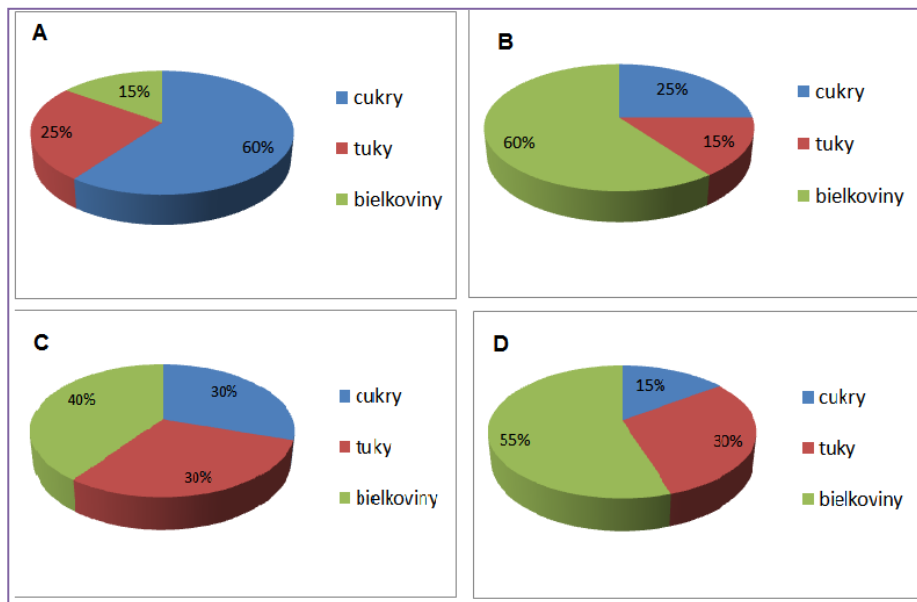 A
15%
25%
60%
cukry
tuky
bielkoviny
B
25%
60%
15%
cukry
tuky
bielkoviny
C
40%
30%
30%
cukry
tuky
bielkoviny
D
15%
55%
30%
cukry
tuky
bielkoviny